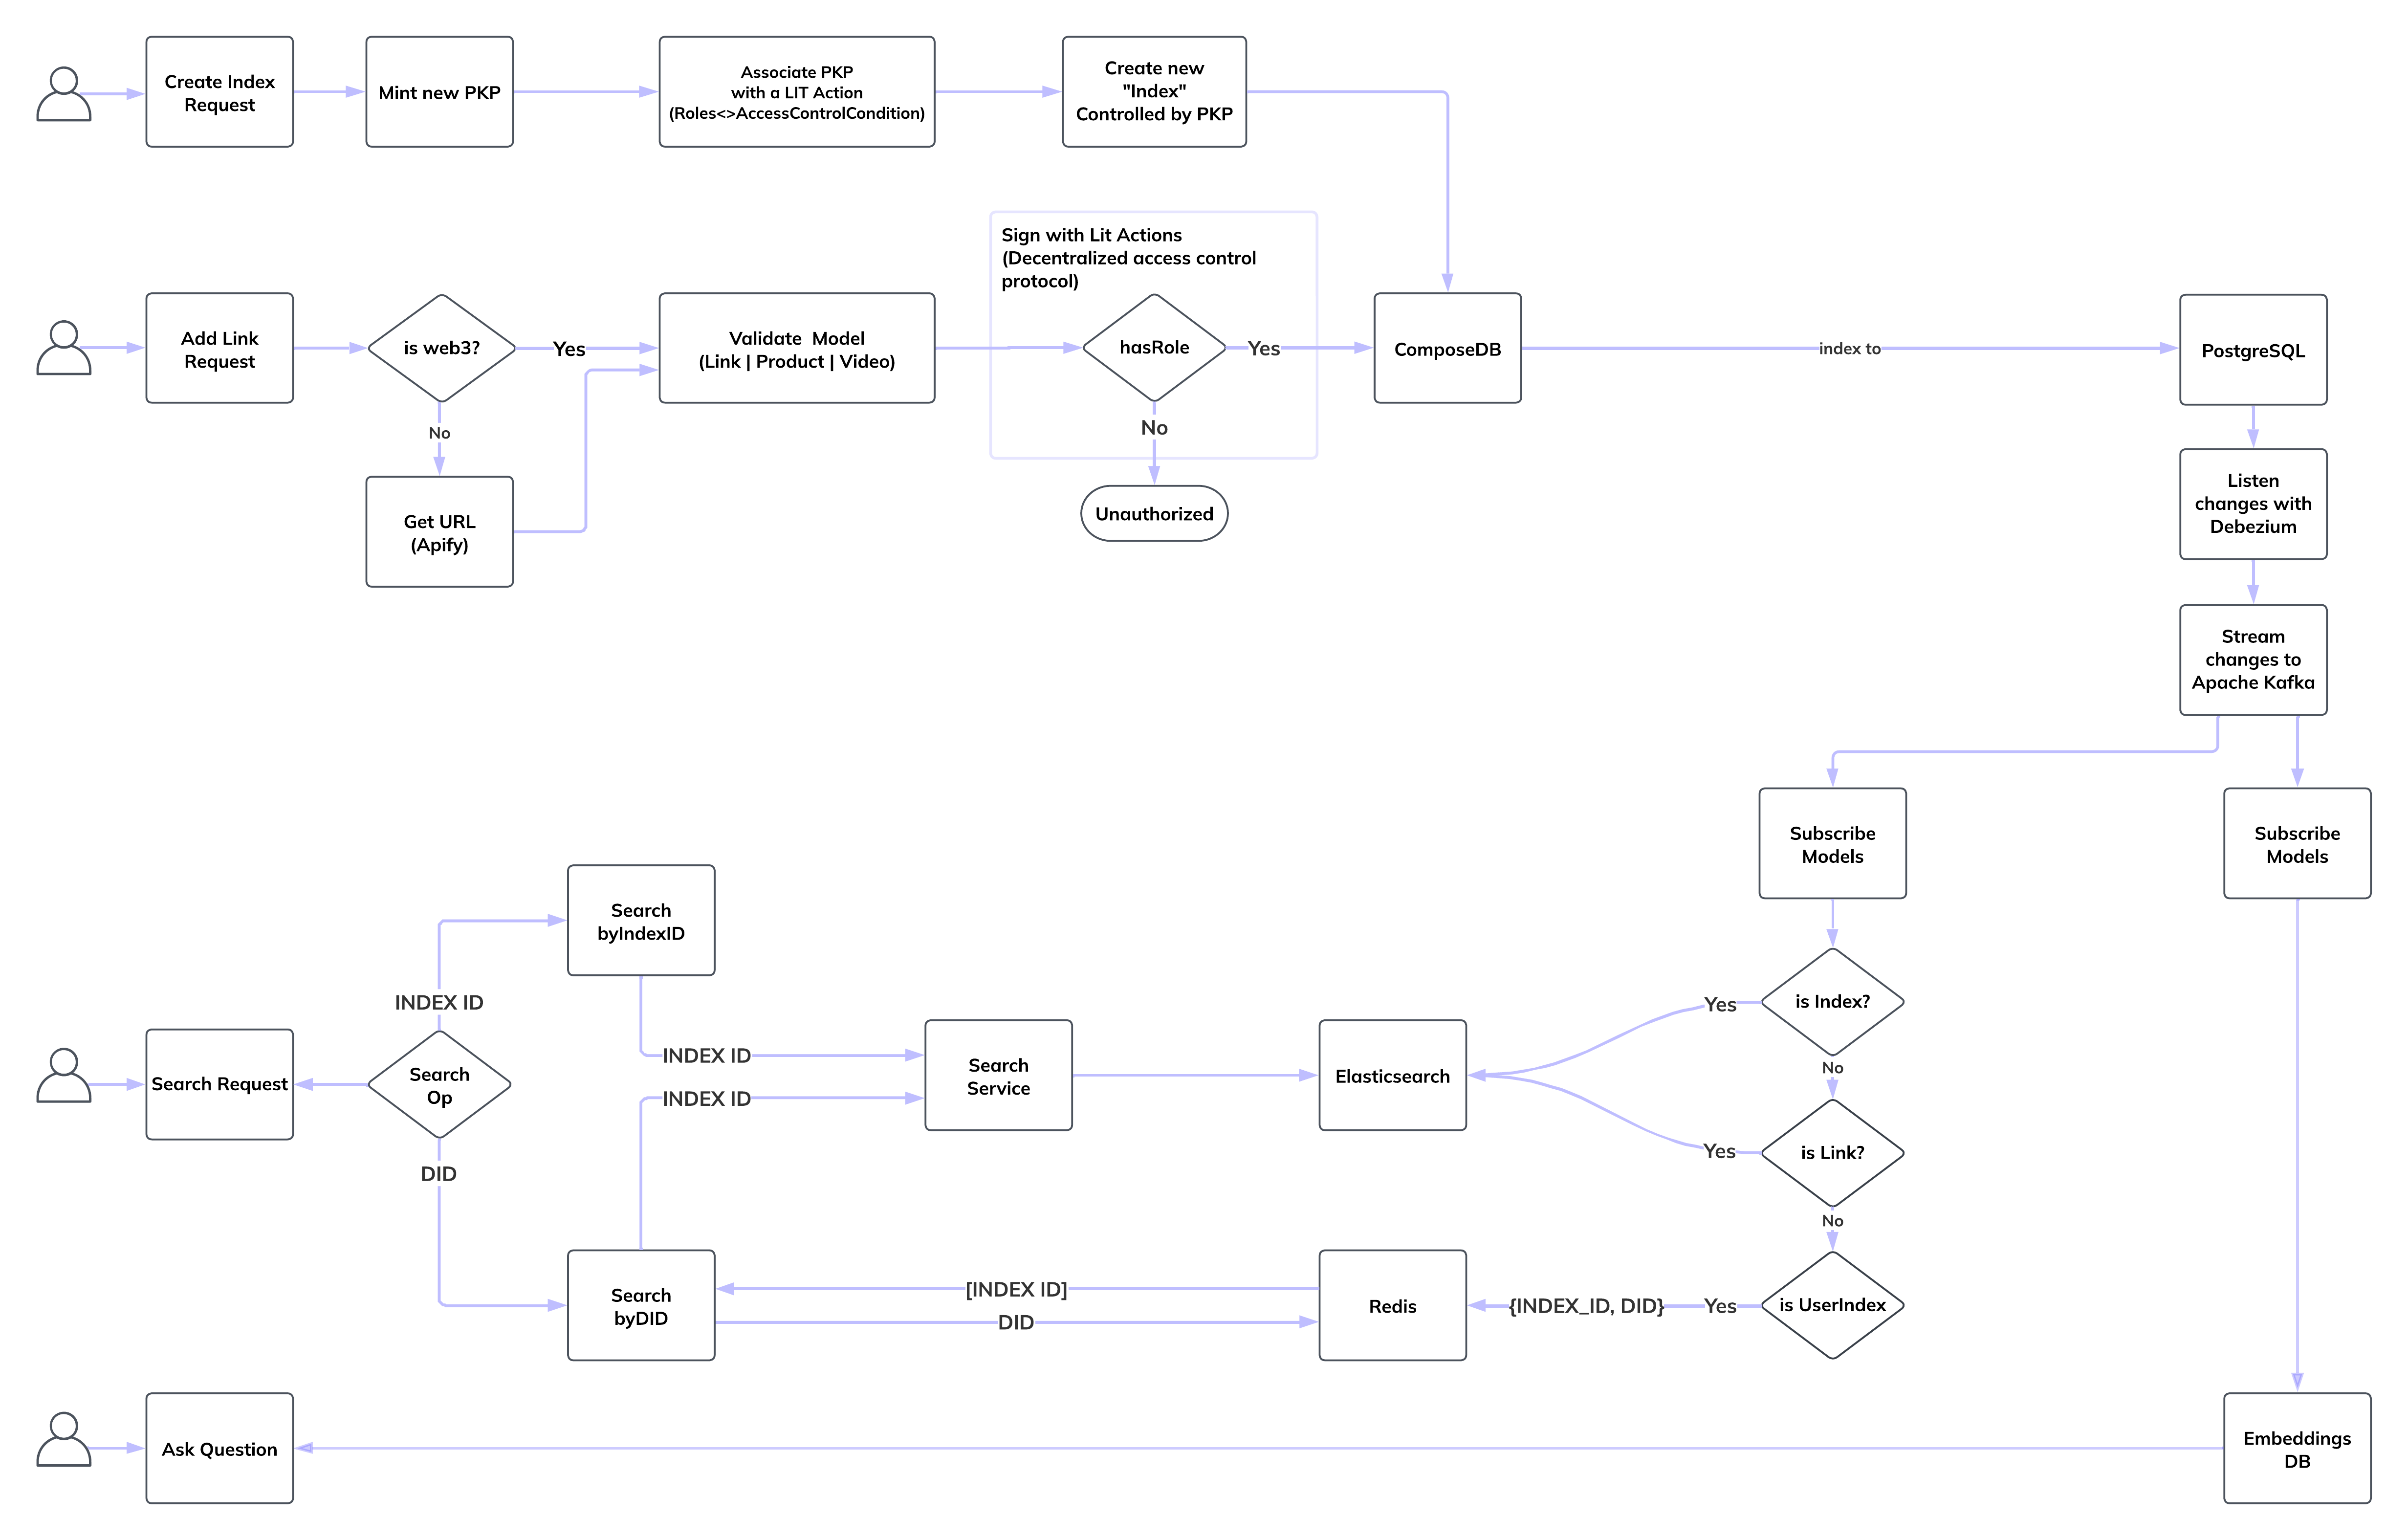 Create Index
Request
Mint new PKP
Associate PKP
with a LIT Action
(Roles<>AccessControlCondition)
Create new
"Index"
Controlled by PKP
Sign with Lit Actions
(Decentralized access control
protocol)
Add Link
Request
is web3?
Yes
Validate  Model
(Link | Product | Video)
hasRole
Yes
ComposeDB
index to
PostgreSQL
No
No
Get URL
(Apify)
Unauthorized
Listen
changes with
Debezium
Stream
changes to
Apache Kafka
Subscribe
Models
Subscribe
Models
Search
byIndexID
INDEX ID
is Index?
Yes
INDEX ID
Search Request
Search
Op
Search
Service
Elasticsearch
No
INDEX ID
DID
Yes
is Link?
No
Search
byDID
[INDEX ID]
DID
Redis
{INDEX_ID, DID}
Yes
is UserIndex
Ask Question
Embeddings
DB